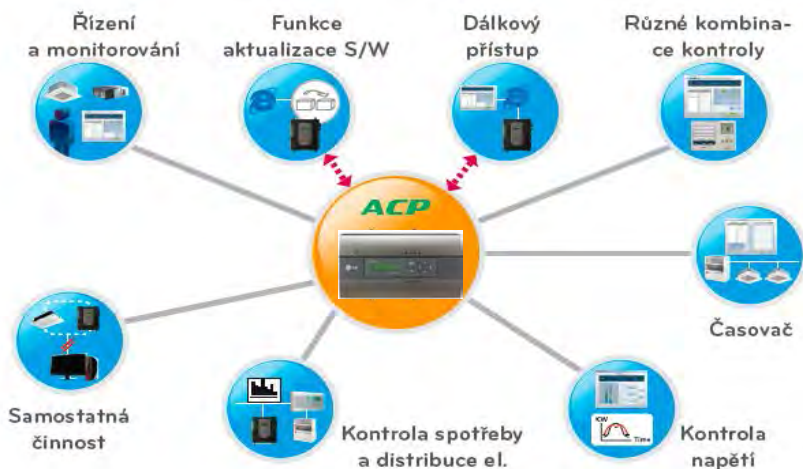 Řízení
a monitorování
Funkce
aktualizace S/W
Dálkový
přístup
Různé kombina-
ce kontroly
ACP
Časovač
Samostatná
činnost
Kontrola spotřeby
a distribuce el.
KW
Time
Kontrola
napětí